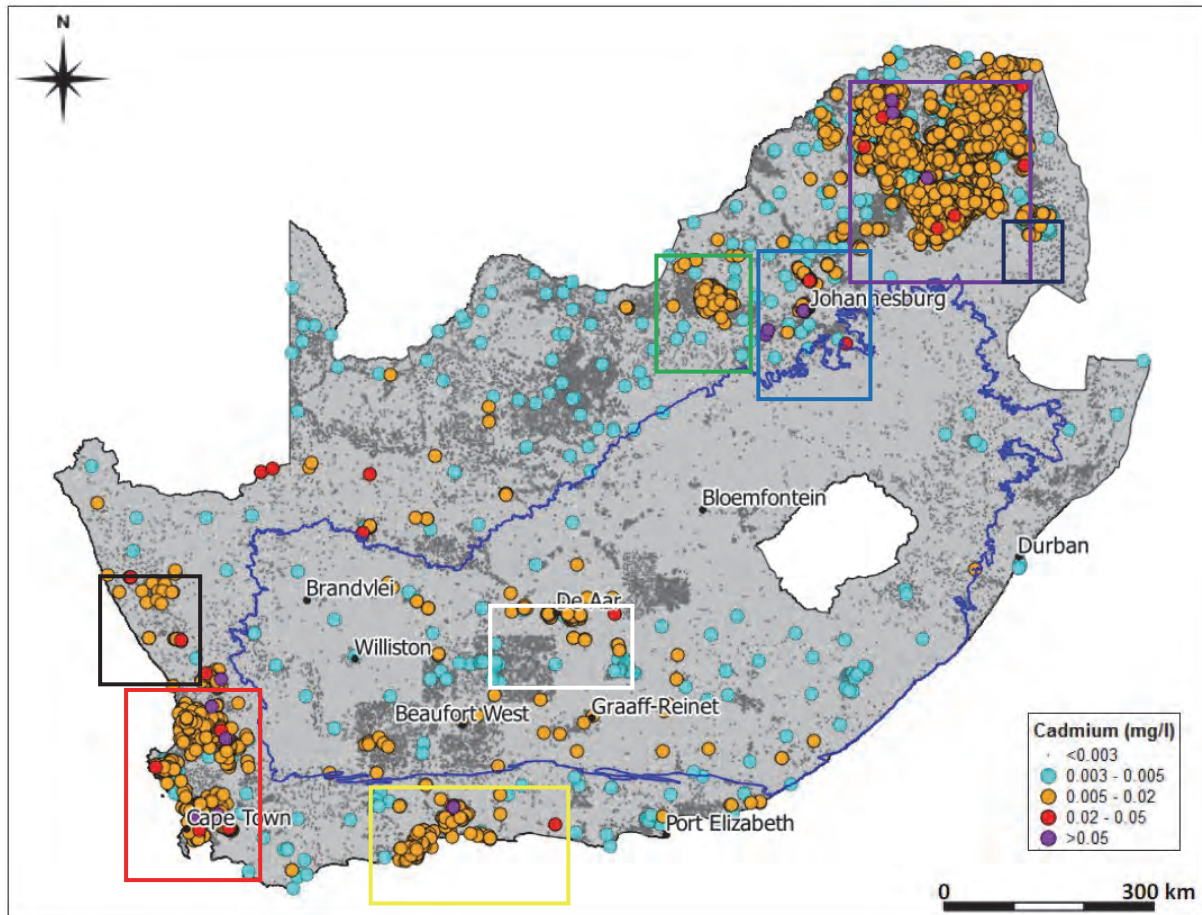 N
Johannesburg
Bloemfontein
Durban
Brandvlei
De Aar
Williston
Graaff-Reinet
Beaufort West
Cape Town
Port Elizabeth
Cadmium (mg/l)
<0.003
0.003 - 0.005
0.005 - 0.02
0.02 - 0.05
>0.05
0 300 km